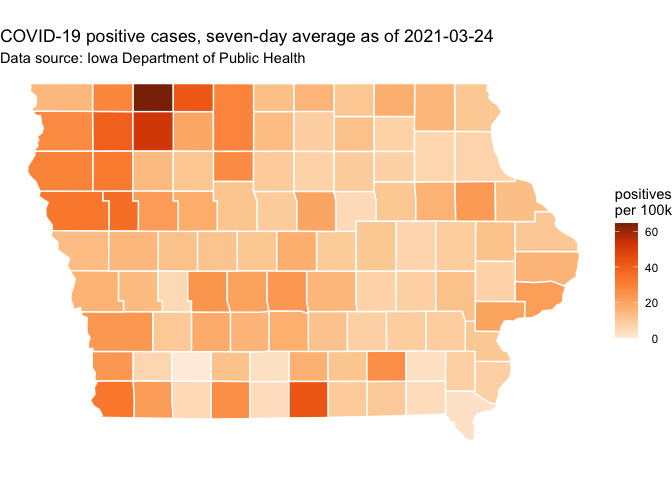 COVID-19 positive cases, seven-day average as of 2021-03-24
Data source: Iowa Department of Public Health
positives
per 100k
60
40
20
0